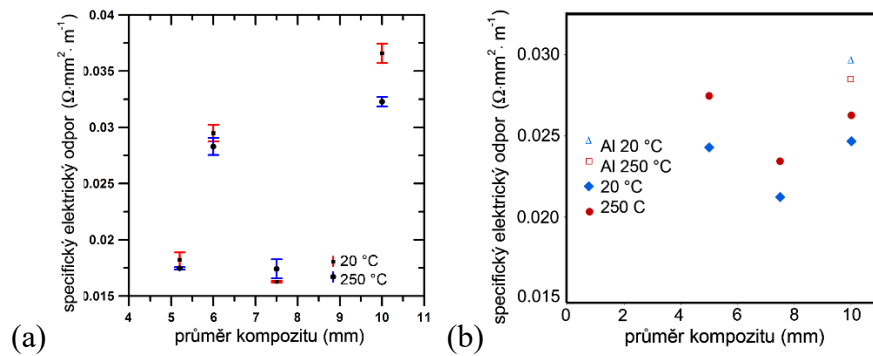 0.04
0.035
0.03
0.025
0.02
0.015
specifický elektrický odpor (Ω·mm²· m⁻¹)
20 °C
250 °C
4 5 6 7 8 9 10 11
průměr kompozitu (mm)
(a)
0.030
0.025
0.020
0.015
specifický elektrický odpor (Ω·mm²· m⁻¹)
Al 20 °C
Al 250 °C
20 °C
250 C
0 2 4 6 8 10
průměr kompozitu (mm)
(b)